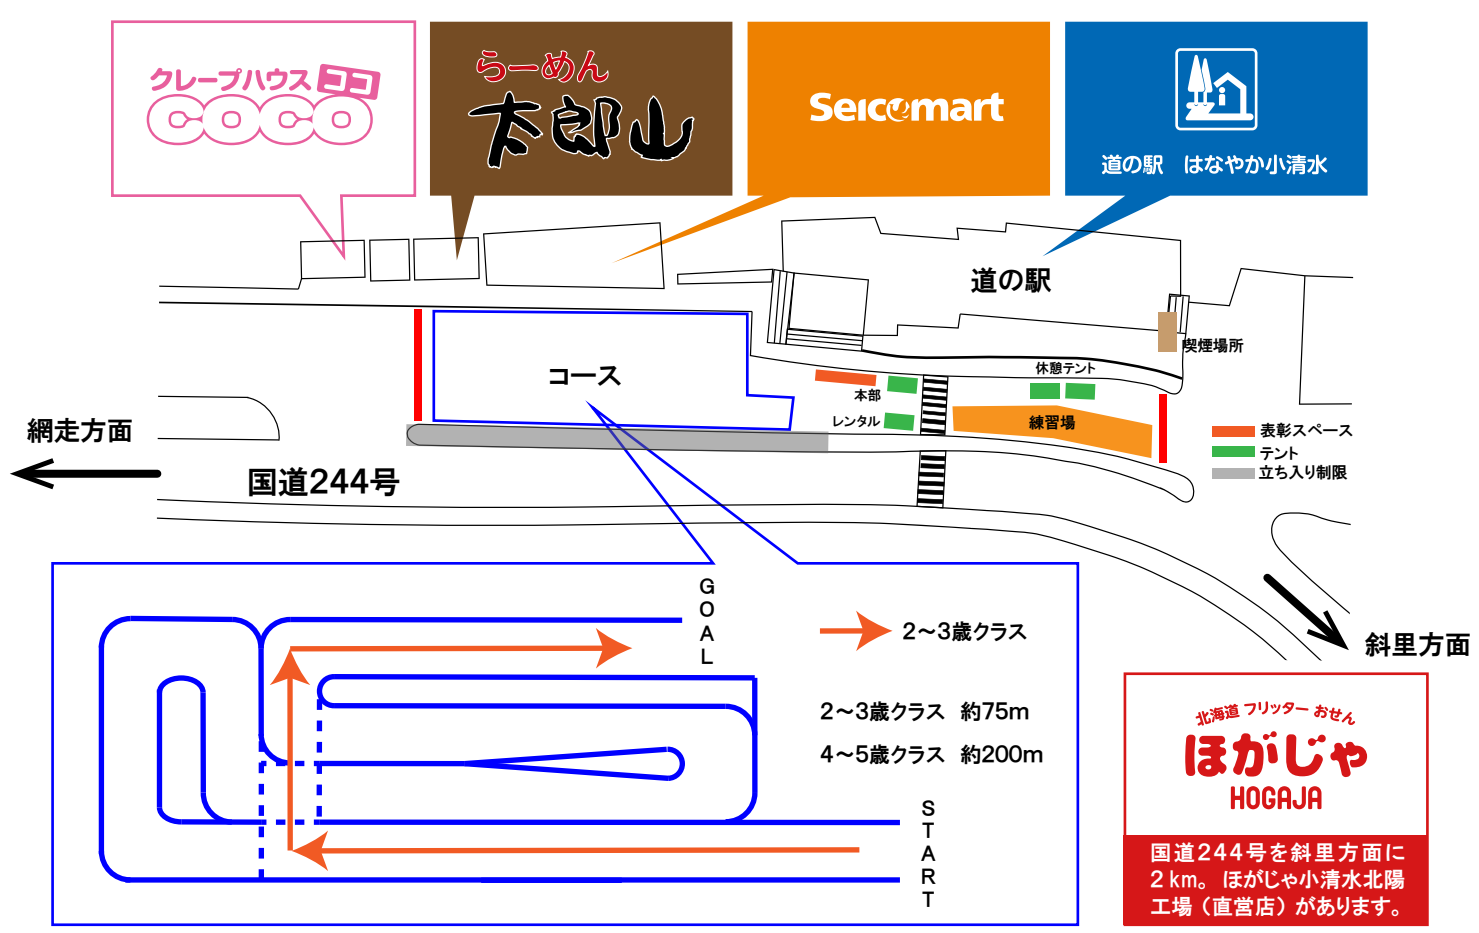 クレープハウス ココ
COCO
らーめん
太郎山
Seicomart
道の駅　はなやか小清水
道の駅
喫煙場所
休憩テント
コース
本部
レンタル
練習場
網走方面
国道244号
表彰スペース
テント
立ち入り制限
斜里方面
GOAL
2〜3歳クラス
2〜3歳クラス　約75m
4〜5歳クラス　約200m
START
北海道 フリッター おせん
ほがじゃ
HOGAJA
国道244号を斜里方面に
2km。ほがじゃ小清水北陽
工場（直営店）があります。